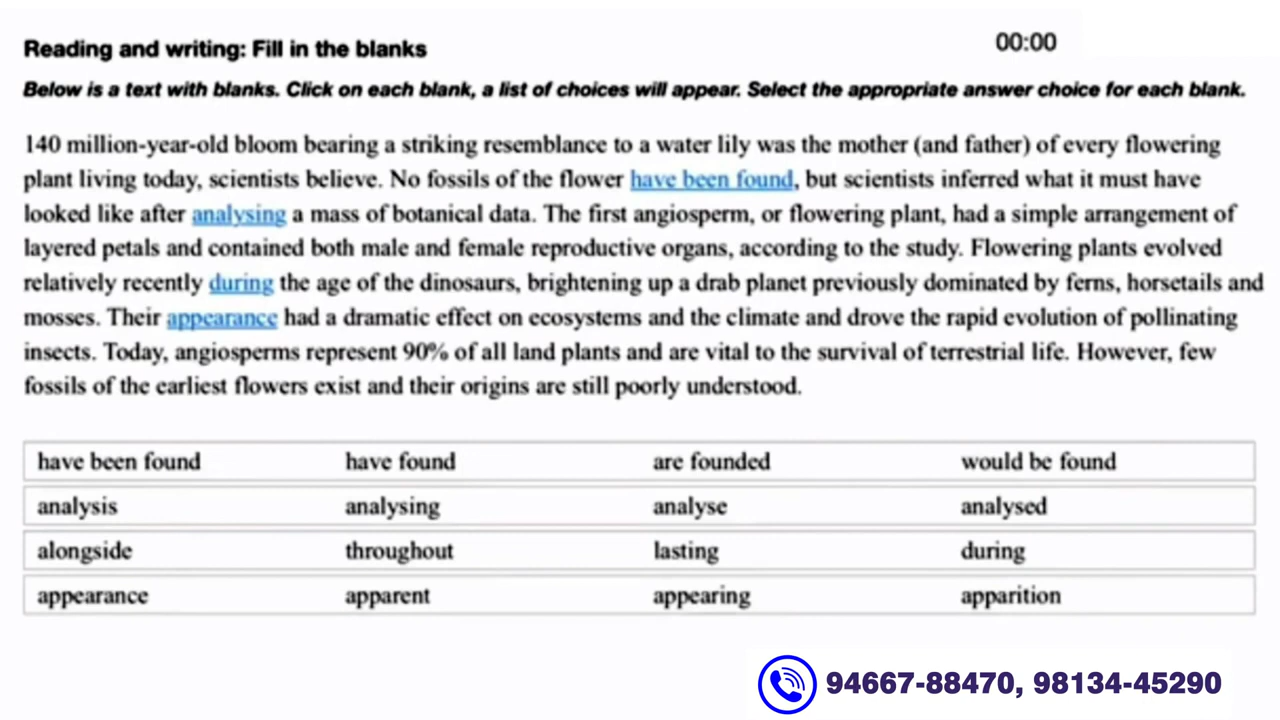 Reading and writing: Fill in the blanks
00:00
Below is a text with blanks. Click on each blank, a list of choices will appear. Select the appropriate answer choice for each blank.
140 million-year-old bloom bearing a striking resemblance to a water lily was the mother (and father) of every flowering
plant living today, scientists believe. No fossils of the flower have been found, but scientists inferred what it must have
looked like after analysing a mass of botanical data. The first angiosperm, or flowering plant, had a simple arrangement of
layered petals and contained both male and female reproductive organs, according to the study. Flowering plants evolved
relatively recently during the age of the dinosaurs, brightening up a drab planet previously dominated by ferns, horsetails and
mosses. Their appearance had a dramatic effect on ecosystems and the climate and drove the rapid evolution of pollinating
insects. Today, angiosperms represent 90% of all land plants and are vital to the survival of terrestrial life. However, few
fossils of the earliest flowers exist and their origins are still poorly understood.
have been found have found are founded would be found
analysis analysing analyse analysed
alongside throughout lasting during
appearance apparent appearing apparition
94667-88470, 98134-45290